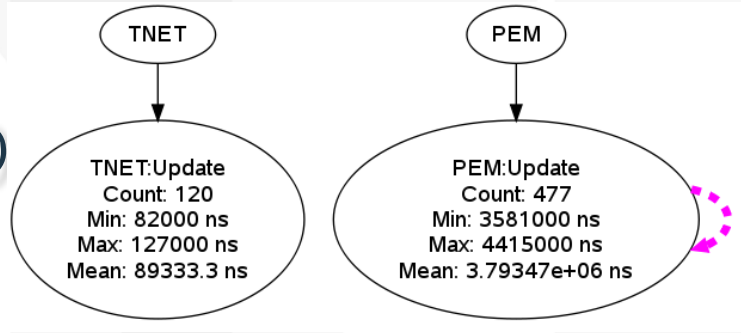 TNET
TNET:Update
Count: 120
Min: 82000 ns
Max: 127000 ns
Mean: 89333.3 ns
PEM
PEM:Update
Count: 477
Min: 3581000 ns
Max: 4415000 ns
Mean: 3.79347e+06 ns